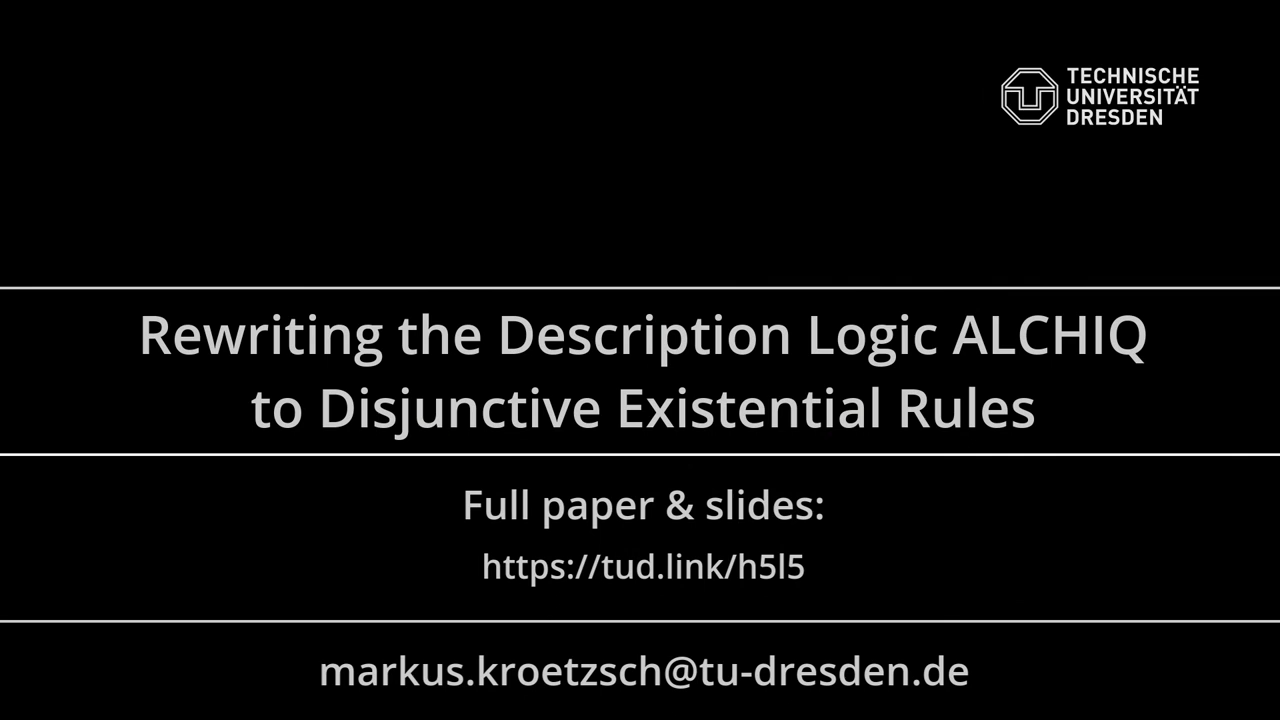 TECHNISCHE
UNIVERSITÄT
DRESDEN
Rewriting the Description Logic ALCHIQ
to Disjunctive Existential Rules
Full paper & slides:
https://tud.link/h5l5
markus.kroetzsch@tu-dresden.de